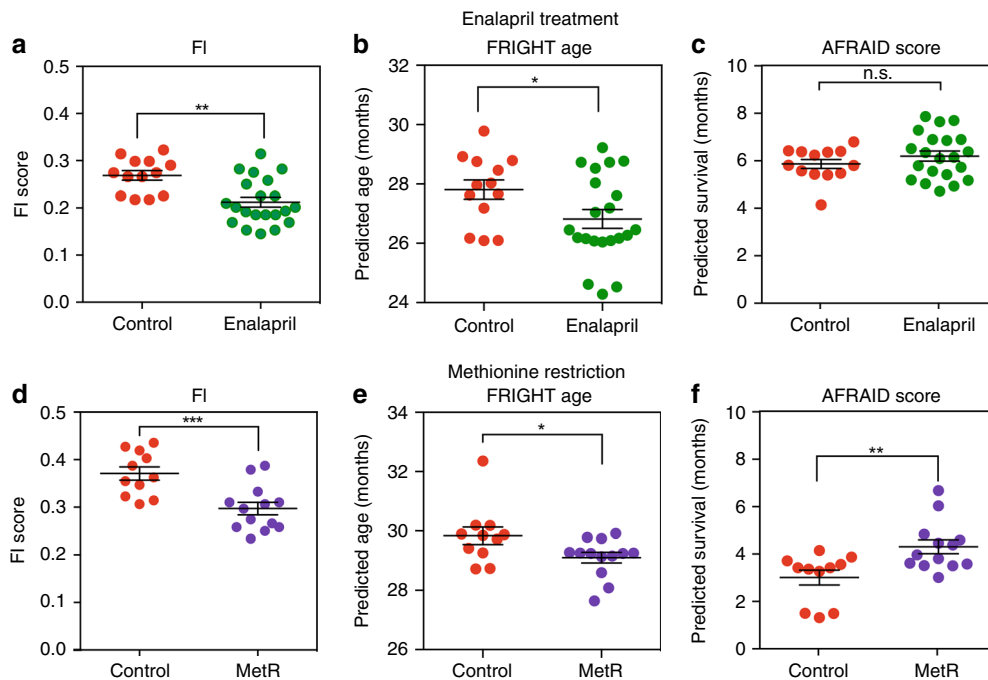 Enalapril treatment
a
FI
FI score
0.5
0.4
0.3
0.2
0.1
0.0
**
Control
Enalapril
b
FRIGHT age
Predicted age (months)
32
30
28
26
24
*
Control
Enalapril
c
AFRAID score
Predicted survival (months)
10
8
6
4
2
0
n.s.
Control
Enalapril
Methionine restriction
d
FI
FI score
0.5
0.4
0.3
0.2
0.1
0.0
***
Control
MetR
e
FRIGHT age
Predicted age (months)
34
32
30
28
26
*
Control
MetR
f
AFRAID score
Predicted survival (months)
10
8
6
4
2
0
**
Control
MetR